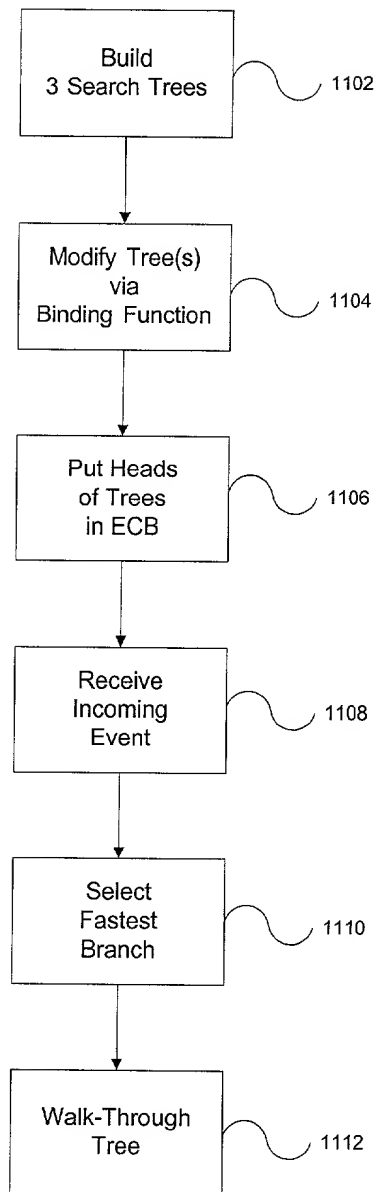 Build
3 Search Trees
1102
Modify Tree(s)
via
Binding Function
1104
Put Heads
of Trees
in ECB
1106
Receive
Incoming
Event
1108
Select
Fastest
Branch
1110
Walk-Through
Tree
1112